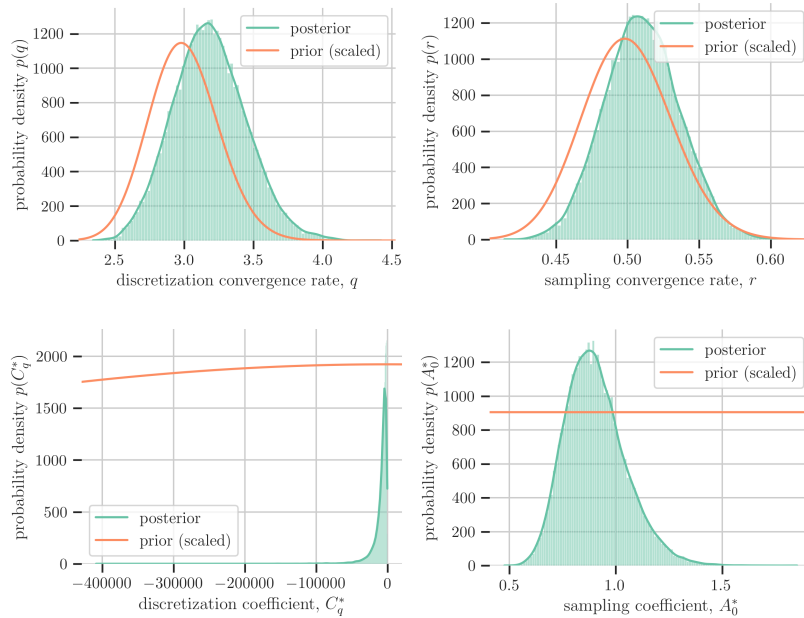 probability density p(q)
1200
1000
800
600
400
200
0
2.5 3.0 3.5 4.0 4.5
discretization convergence rate, q
posterior
prior (scaled)
probability density p(r)
1200
1000
800
600
400
200
0
0.45 0.50 0.55 0.60
sampling convergence rate, r
posterior
prior (scaled)
probability density p(C_q^*)
2000
1500
1000
500
0
−400000 −300000 −200000 −100000 0
discretization coefficient, C_q^*
posterior
prior (scaled)
probability density p(A_0^*)
1200
1000
800
600
400
200
0
0.5 1.0 1.5
sampling coefficient, A_0^*
posterior
prior (scaled)